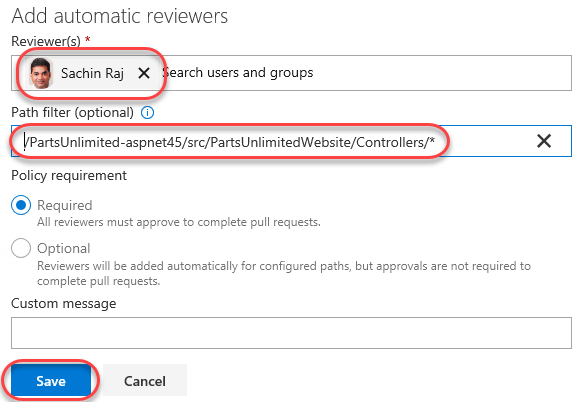 Add automatic reviewers
Reviewer(s) *
Sachin Raj Search users and groups
Path filter (optional)
/PartsUnlimited-aspnet45/src/PartsUnlimitedWebsite/Controllers/*
Policy requirement
Required
All reviewers must approve to complete pull requests.
Optional
Reviewers will be added automatically for configured paths, but approvals are not required to
complete pull requests.
Custom message
Save Cancel